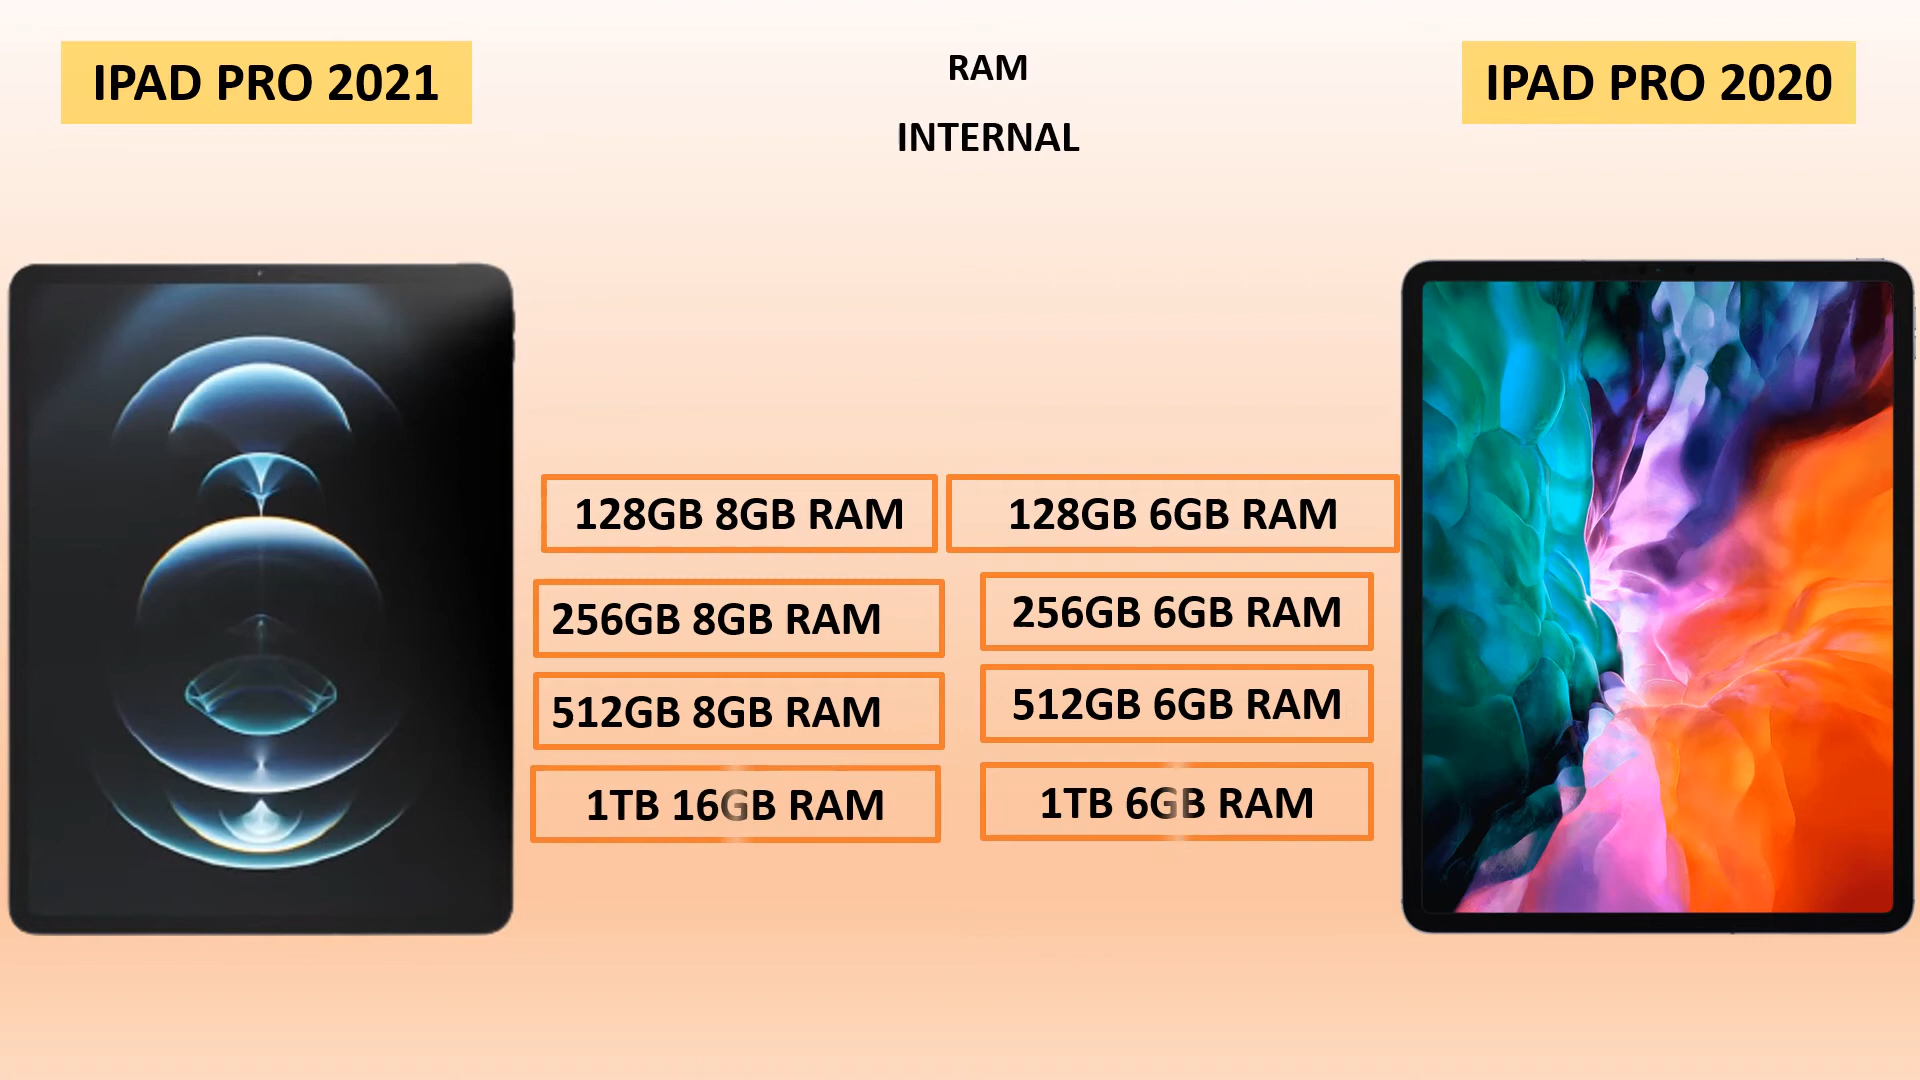 IPAD PRO 2021
RAM
INTERNAL
IPAD PRO 2020
128GB 8GB RAM
128GB 6GB RAM
256GB 8GB RAM
256GB 6GB RAM
512GB 8GB RAM
512GB 6GB RAM
1TB 16GB RAM
1TB 6GB RAM